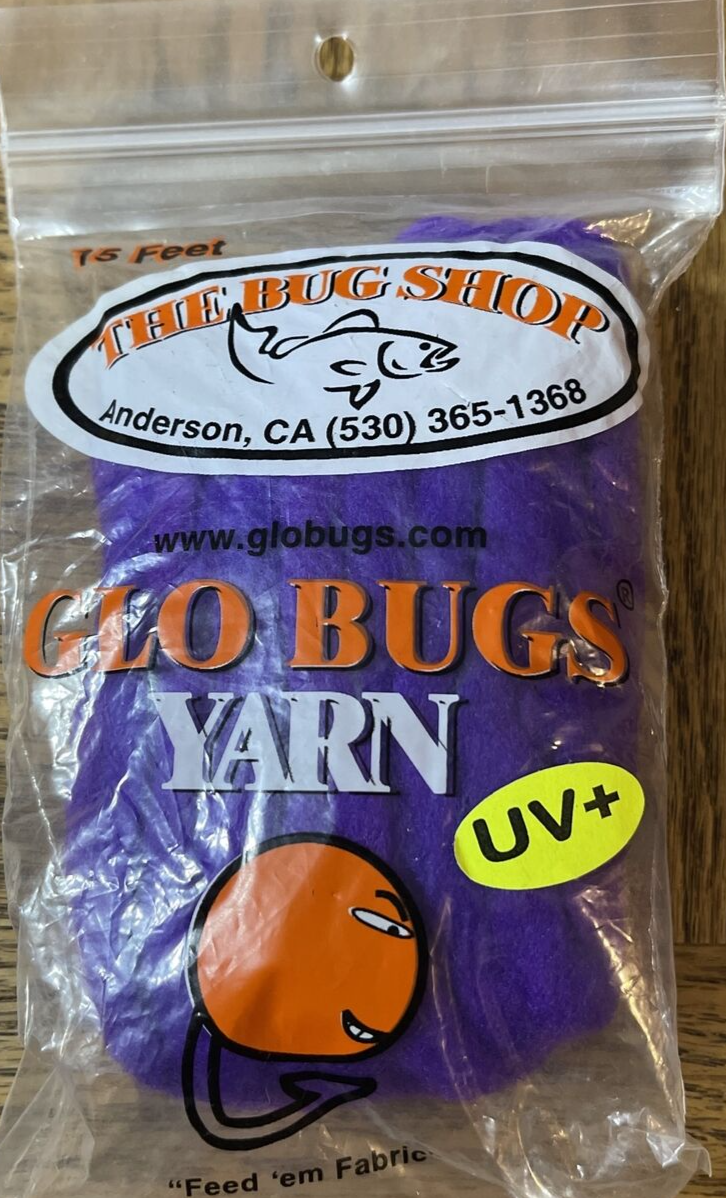 15 Feet
THE BUG SHOP
Anderson, CA (530) 365-1368
www.globugs.com
GLO BUGS®
YARN
UV+
"Feed 'em Fabric